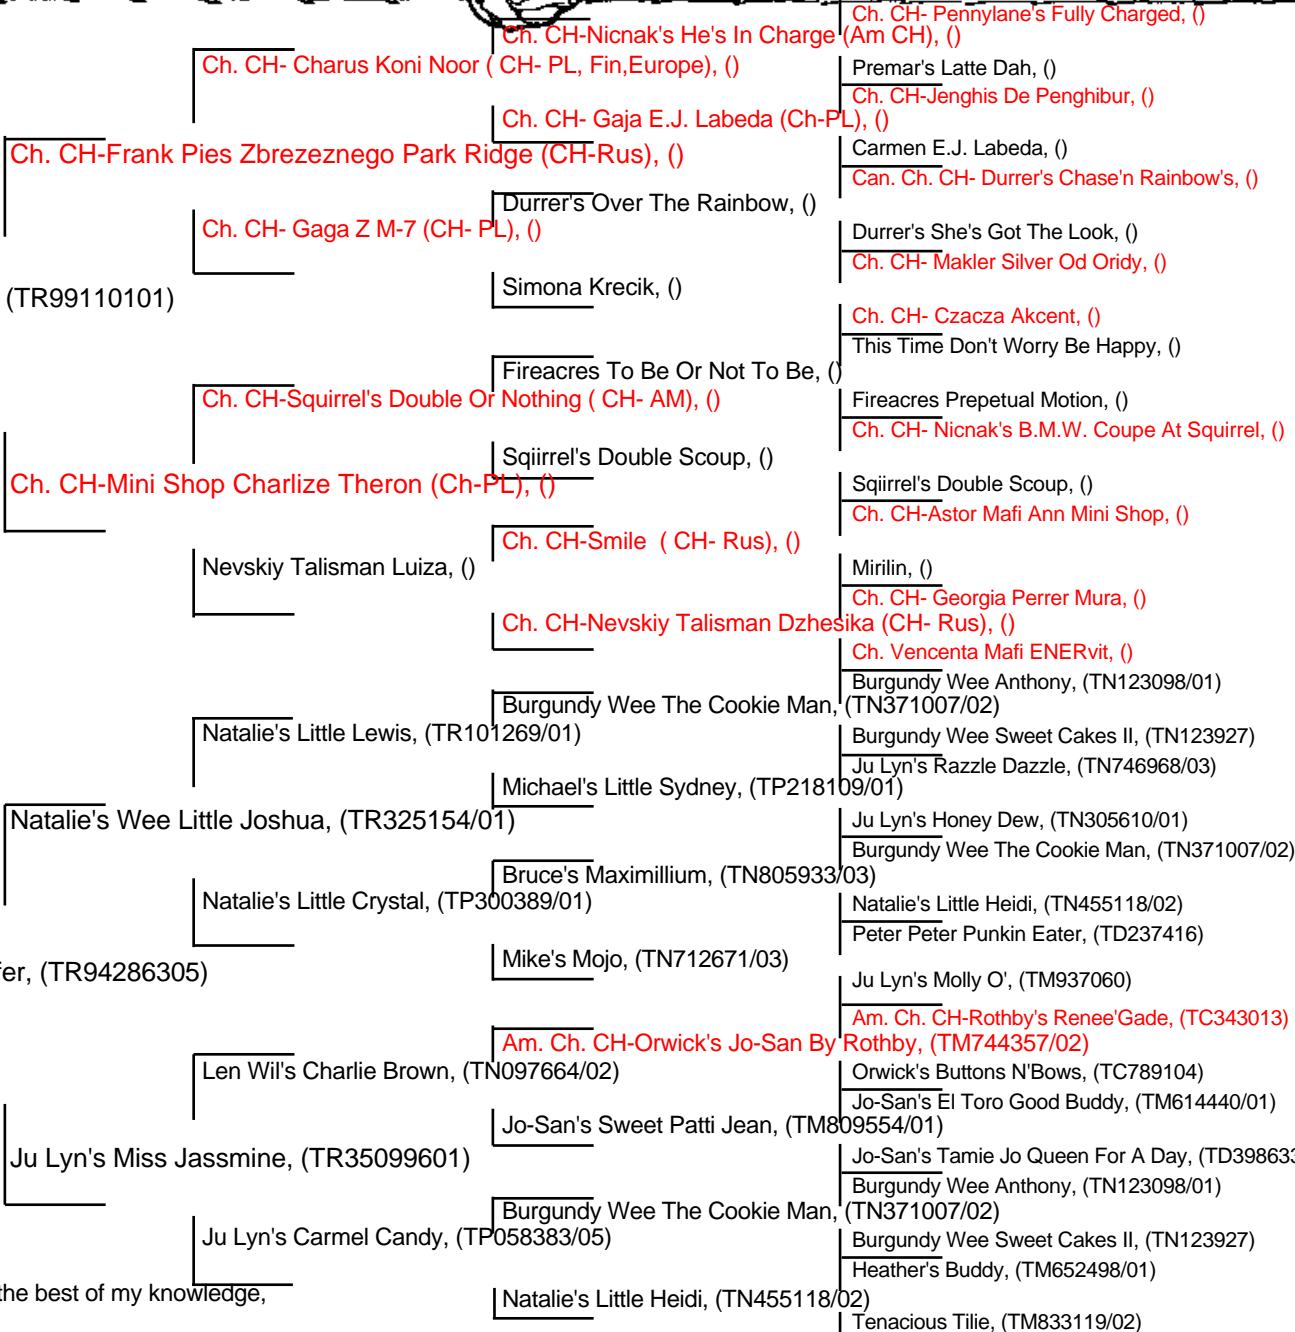 (TR99110101)
fer, (TR94286305)
the best of my knowledge,
Ch. CH-Frank Pies Zbrezeznego Park Ridge (CH-Rus), ()
Ch. CH-Mini Shop Charlize Theron (Ch-PL), ()
Natalie's Wee Little Joshua, (TR325154/01)
Ju Lyn's Miss Jassmine, (TR35099601)
Ch. CH- Charus Koni Noor ( CH- PL, Fin,Europe), ()
Ch. CH- Gaga Z M-7 (CH- PL), ()
Ch. CH-Squirrel's Double Or Nothing ( CH- AM), ()
Nevskiy Talisman Luiza, ()
Natalie's Little Lewis, (TR101269/01)
Natalie's Little Crystal, (TP300389/01)
Len Wil's Charlie Brown, (TN097664/02)
Ju Lyn's Carmel Candy, (TP058383/05)
Ch. CH-Nicnak's He's In Charge (Am CH), ()
Ch. CH- Gaja E.J. Labeda (Ch-PL), ()
Durrer's Over The Rainbow, ()
Simona Krecik, ()
Fireacres To Be Or Not To Be, ()
Sqiirrel's Double Scoup, ()
Ch. CH-Smile ( CH- Rus), ()
Ch. CH-Nevskiy Talisman Dzhesika (CH- Rus), ()
Burgundy Wee The Cookie Man, (TN371007/02)
Michael's Little Sydney, (TP218109/01)
Bruce's Maximillium, (TN805933/03)
Mike's Mojo, (TN712671/03)
Am. Ch. CH-Orwick's Jo-San By Rothby, (TM744357/02)
Jo-San's Sweet Patti Jean, (TM809554/01)
Burgundy Wee The Cookie Man, (TN371007/02)
Natalie's Little Heidi, (TN455118/02)
Ch. CH- Pennylane's Fully Charged, ()
Premar's Latte Dah, ()
Ch. CH-Jenghis De Penghibur, ()
Carmen E.J. Labeda, ()
Can. Ch. CH- Durrer's Chase'n Rainbow's, ()
Durrer's She's Got The Look, ()
Ch. CH- Makler Silver Od Oridy, ()
Ch. CH- Czacza Akcent, ()
This Time Don't Worry Be Happy, ()
Fireacres Prepetual Motion, ()
Ch. CH- Nicnak's B.M.W. Coupe At Squirrel, ()
Sqiirrel's Double Scoup, ()
Ch. CH-Astor Mafi Ann Mini Shop, ()
Mirilin, ()
Ch. CH- Georgia Perrer Mura, ()
Ch. Vencenta Mafi ENERvit, ()
Burgundy Wee Anthony, (TN123098/01)
Burgundy Wee Sweet Cakes II, (TN123927)
Ju Lyn's Razzle Dazzle, (TN746968/03)
Ju Lyn's Honey Dew, (TN305610/01)
Burgundy Wee The Cookie Man, (TN371007/02)
Natalie's Little Heidi, (TN455118/02)
Peter Peter Punkin Eater, (TD237416)
Ju Lyn's Molly O', (TM937060)
Am. Ch. CH-Rothby's Renee'Gade, (TC343013)
Orwick's Buttons N'Bows, (TC789104)
Jo-San's El Toro Good Buddy, (TM614440/01)
Jo-San's Tamie Jo Queen For A Day, (TD398633
Burgundy Wee Anthony, (TN123098/01)
Burgundy Wee Sweet Cakes II, (TN123927)
Heather's Buddy, (TM652498/01)
Tenacious Tilie, (TM833119/02)